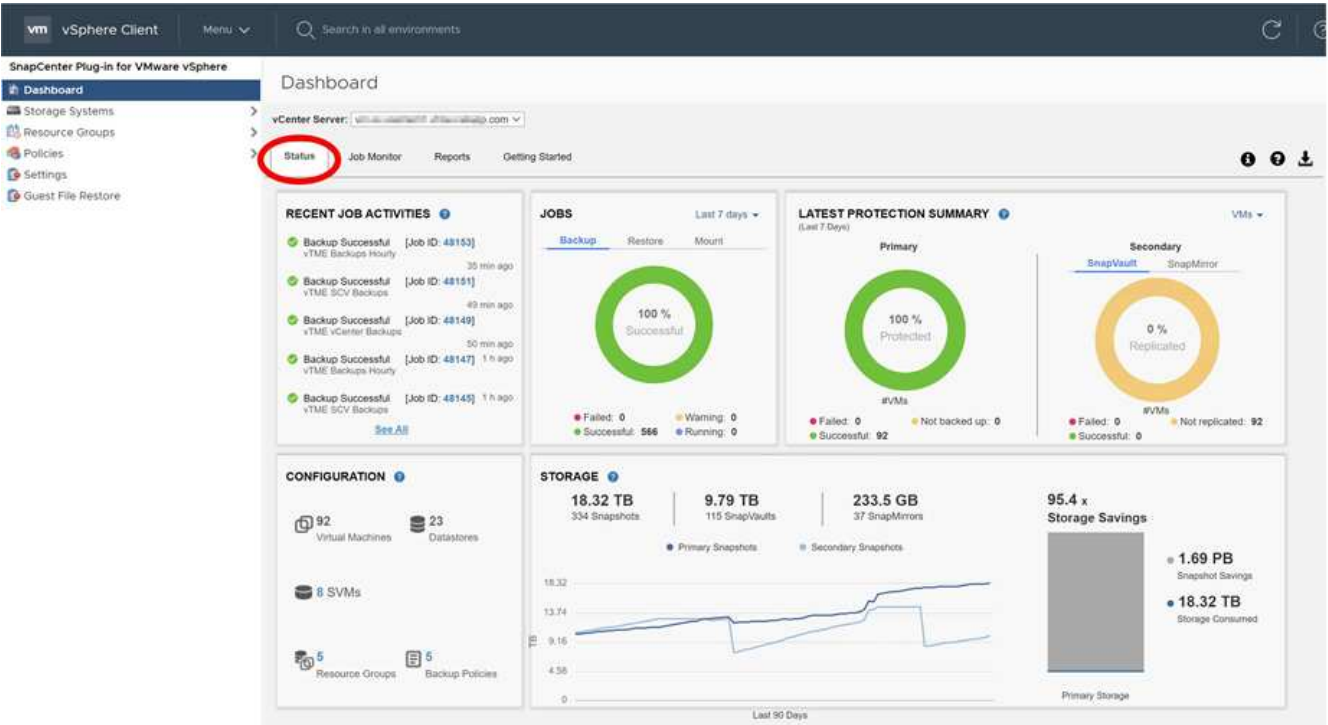 vm vSphere Client Menu Search in all environments
SnapCenter Plug-in for VMware vSphere
Dashboard
Storage Systems
Resource Groups
Policies
Settings
Guest File Restore
Dashboard
vCenter Server: .com
Status Job Monitor Reports Getting Started
RECENT JOB ACTIVITIES
Backup Successful [Job ID: 48153]
vTME Backups Hourly
35 min ago
Backup Successful [Job ID: 48151]
vTME SCV Backups
49 min ago
Backup Successful [Job ID: 48149]
vTME vCenter Backups
50 min ago
Backup Successful [Job ID: 48147] 1 h ago
vTME Backups Hourly
Backup Successful [Job ID: 48145] 1 h ago
vTME SCV Backups
See All
JOBS Last 7 days
Backup Restore Mount
100 %
Successful
Failed: 0 Warning: 0
Successful: 566 Running: 0
LATEST PROTECTION SUMMARY VMs
(Last 7 Days)
Primary
100 %
Protected
#VMs
Failed: 0 Not backed up: 0
Successful: 92
Secondary
SnapVault SnapMirror
0 %
Replicated
#VMs
Failed: 0 Not replicated: 92
Successful: 0
CONFIGURATION
92
Virtual Machines
23
Datastores
8 SVMs
5
Resource Groups
5
Backup Policies
STORAGE
18.32 TB
334 Snapshots
9.79 TB
115 SnapVaults
233.5 GB
37 SnapMirrors
Primary Snapshots Secondary Snapshots
18.32
13.74
9.16
4.58
0
TB
Last 90 Days
95.4 x
Storage Savings
1.69 PB
Snapshot Savings
18.32 TB
Storage Consumed
Primary Storage